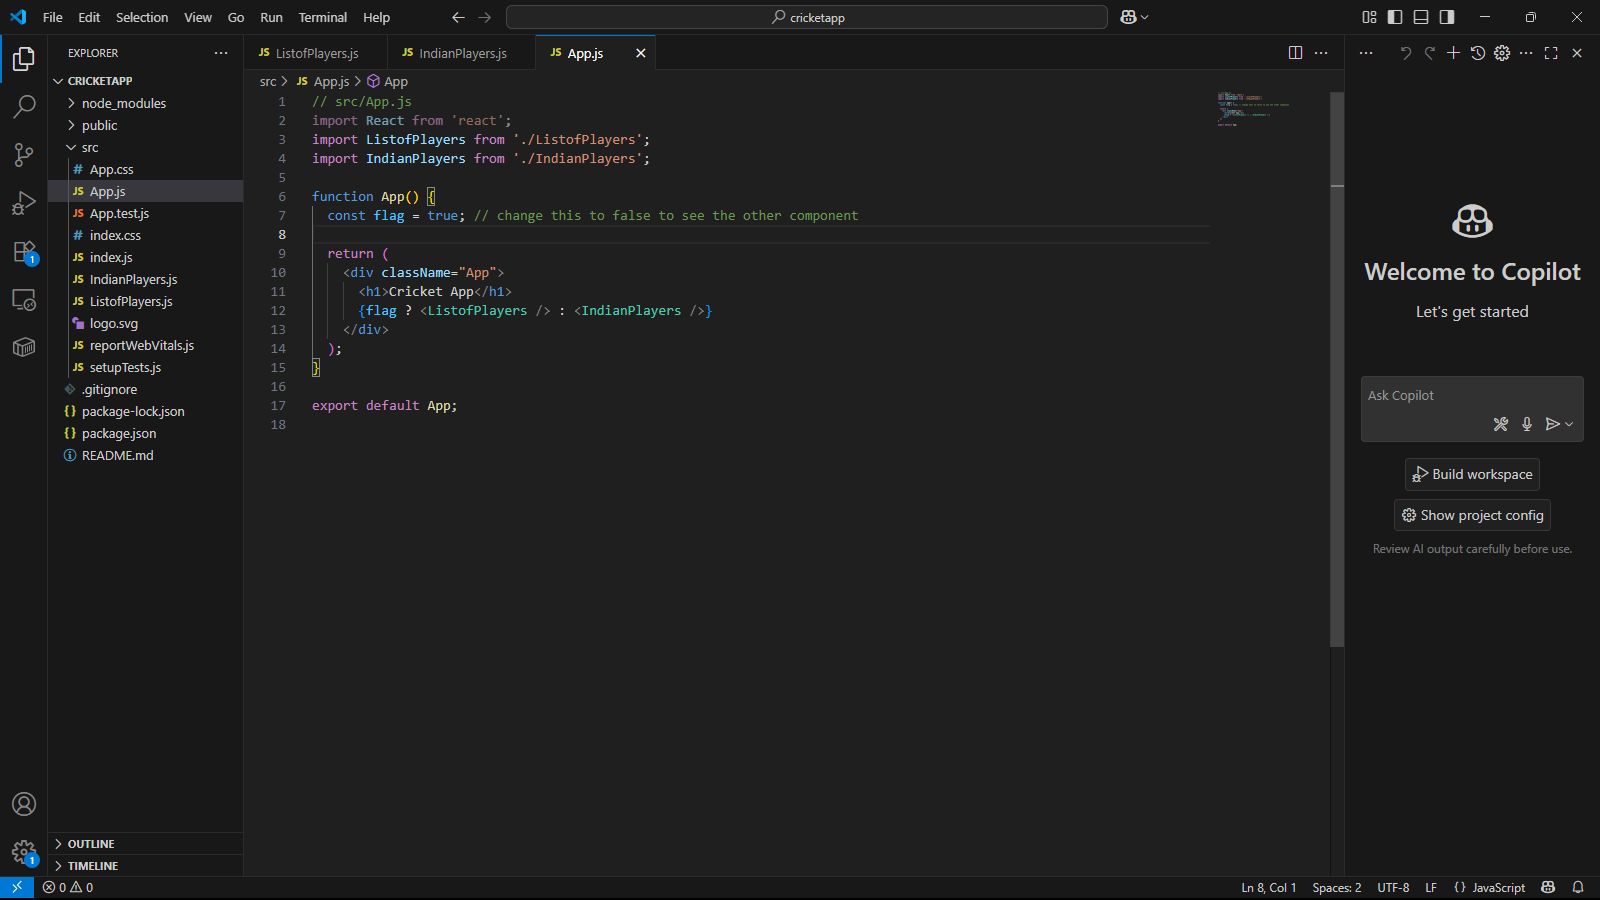 File Edit Selection View Go Run Terminal Help
cricketapp
EXPLORER
CRICKETAPP
node_modules
public
src
App.css
App.js
App.test.js
index.css
index.js
IndianPlayers.js
ListofPlayers.js
logo.svg
reportWebVitals.js
setupTests.js
.gitignore
package-lock.json
package.json
README.md
OUTLINE
TIMELINE
ListofPlayers.js IndianPlayers.js App.js
src > App.js > App
1 // src/App.js
2 import React from 'react';
3 import ListofPlayers from './ListofPlayers';
4 import IndianPlayers from './IndianPlayers';
5
6 function App() {
7 const flag = true; // change this to false to see the other component
8
9 return (
10 <div className="App">
11 <h1>Cricket App</h1>
12 {flag ? <ListofPlayers /> : <IndianPlayers />}
13 </div>
14 );
15 }
16
17 export default App;
18
Welcome to Copilot
Let's get started
Ask Copilot
Build workspace
Show project config
Review AI output carefully before use.
0 0
Ln 8, Col 1 Spaces: 2 UTF-8 LF {} JavaScript